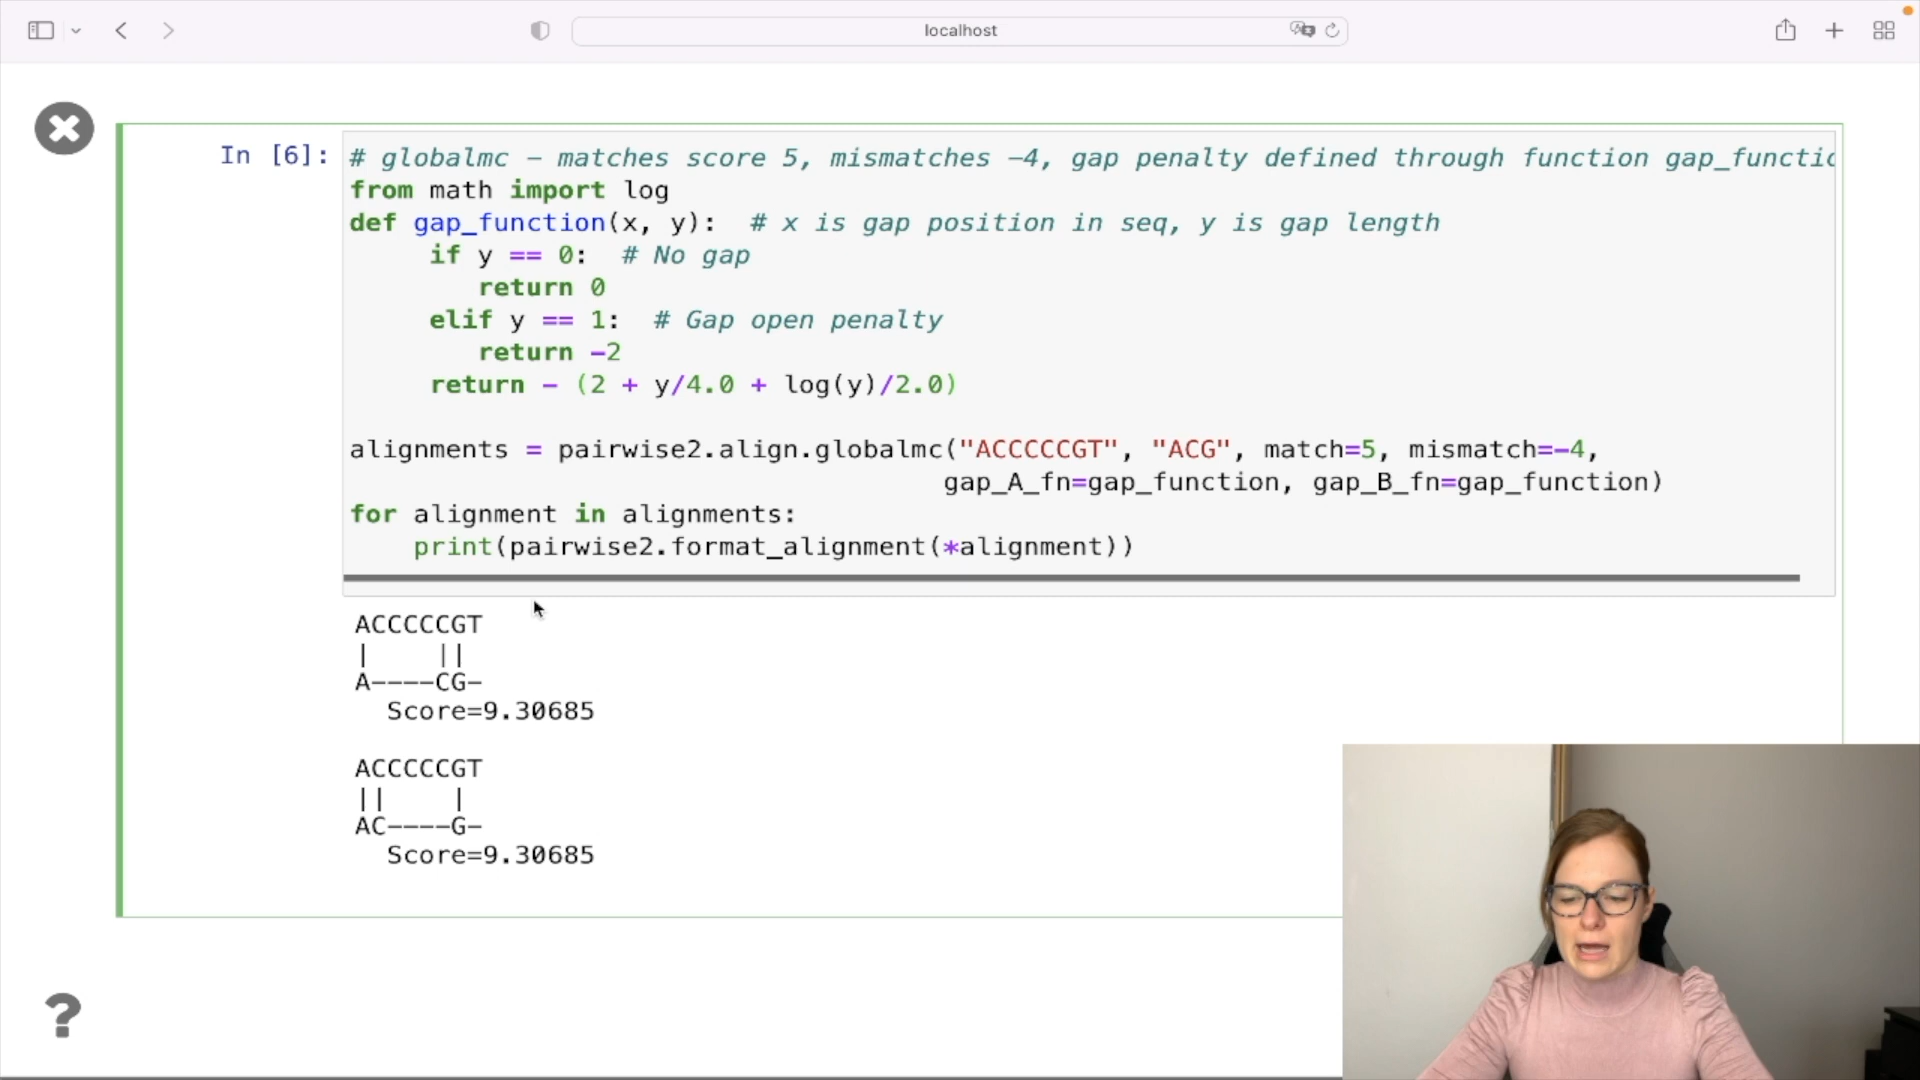 localhost
In [6]:
# globalmc – matches score 5, mismatches –4, gap penalty defined through function gap_functio
from math import log
def gap_function(x, y):  # x is gap position in seq, y is gap length
     if y == 0:  # No gap
        return 0
     elif y == 1:  # Gap open penalty
        return –2
     return – (2 + y/4.0 + log(y)/2.0)
alignments = pairwise2.align.globalmc("ACCCCCGT", "ACG", match=5, mismatch=–4,
                                     gap_A_fn=gap_function, gap_B_fn=gap_function)
for alignment in alignments:
    print(pairwise2.format_alignment(*alignment))
ACCCCCGT
|    ||
A––––CG–
  Score=9.30685
ACCCCCGT
||    |
AC––––G–
  Score=9.30685
?